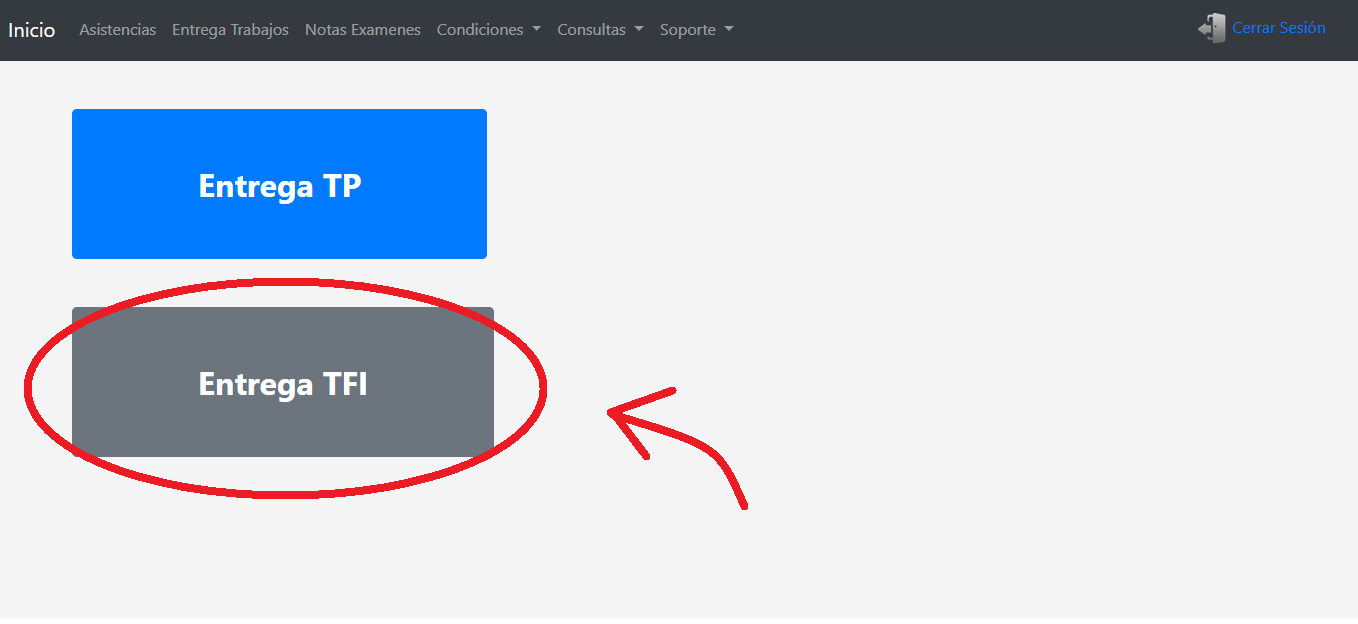 Inicio Asistencias Entrega Trabajos Notas Examenes Condiciones Consultas Soporte Cerrar Sesión
Entrega TP
Entrega TFI